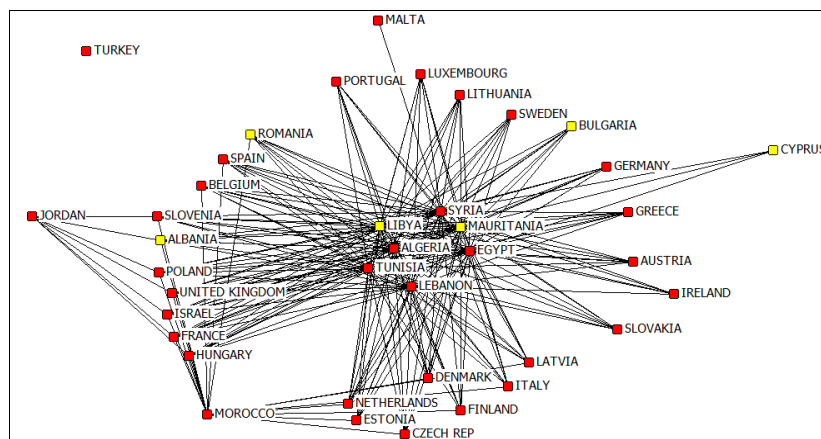 MALTA
TURKEY
LUXEMBOURG
PORTUGAL
LITHUANIA
SWEDEN
BULGARIA
ROMANIA
CYPRUS
SPAIN
GERMANY
BELGIUM
SYRIA
GREECE
JORDAN
SLOVENIA
LIBYA
MAURITANIA
ALBANIA
ALGERIA
EGYPT
AUSTRIA
TUNISIA
POLAND
LEBANON
UNITED KINGDOM
IRELAND
ISRAEL
SLOVAKIA
FRANCE
HUNGARY
LATVIA
DENMARK
ITALY
NETHERLANDS
FINLAND
MOROCCO
ESTONIA
CZECH REP